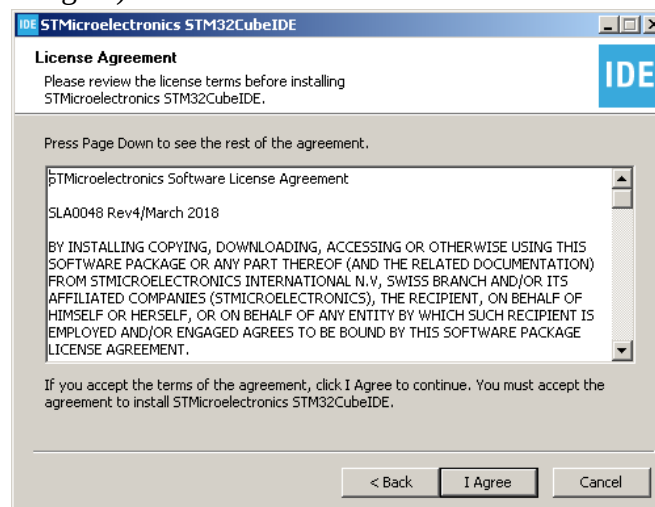 IDE STMicroelectronics STM32CubeIDE
License Agreement
Please review the license terms before installing
STMicroelectronics STM32CubeIDE.
IDE
Press Page Down to see the rest of the agreement.
STMicroelectronics Software License Agreement
SLA0048 Rev4/March 2018
BY INSTALLING COPYING, DOWNLOADING, ACCESSING OR OTHERWISE USING THIS
SOFTWARE PACKAGE OR ANY PART THEREOF (AND THE RELATED DOCUMENTATION)
FROM STMICROELECTRONICS INTERNATIONAL N.V, SWISS BRANCH AND/OR ITS
AFFILIATED COMPANIES (STMICROELECTRONICS), THE RECIPIENT, ON BEHALF OF
HIMSELF OR HERSELF, OR ON BEHALF OF ANY ENTITY BY WHICH SUCH RECIPIENT IS
EMPLOYED AND/OR ENGAGED AGREES TO BE BOUND BY THIS SOFTWARE PACKAGE
LICENSE AGREEMENT.
If you accept the terms of the agreement, click I Agree to continue. You must accept the
agreement to install STMicroelectronics STM32CubeIDE.
< Back I Agree Cancel